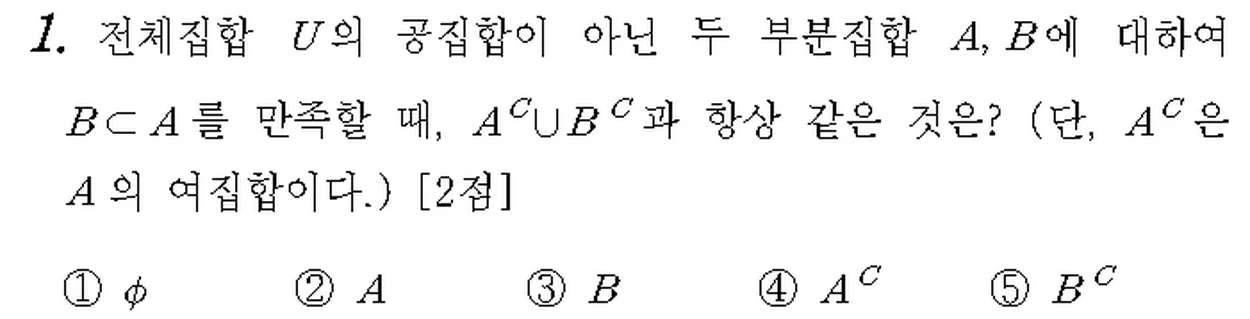 1. 전체집합 U의 공집합이 아닌 두 부분집합 A, B에 대하여
B⊂A를 만족할 때, A^C∪B^C과 항상 같은 것은? (단, A^C은
A의 여집합이다.) [2점]
① ϕ ② A ③ B ④ A^C ⑤ B^C